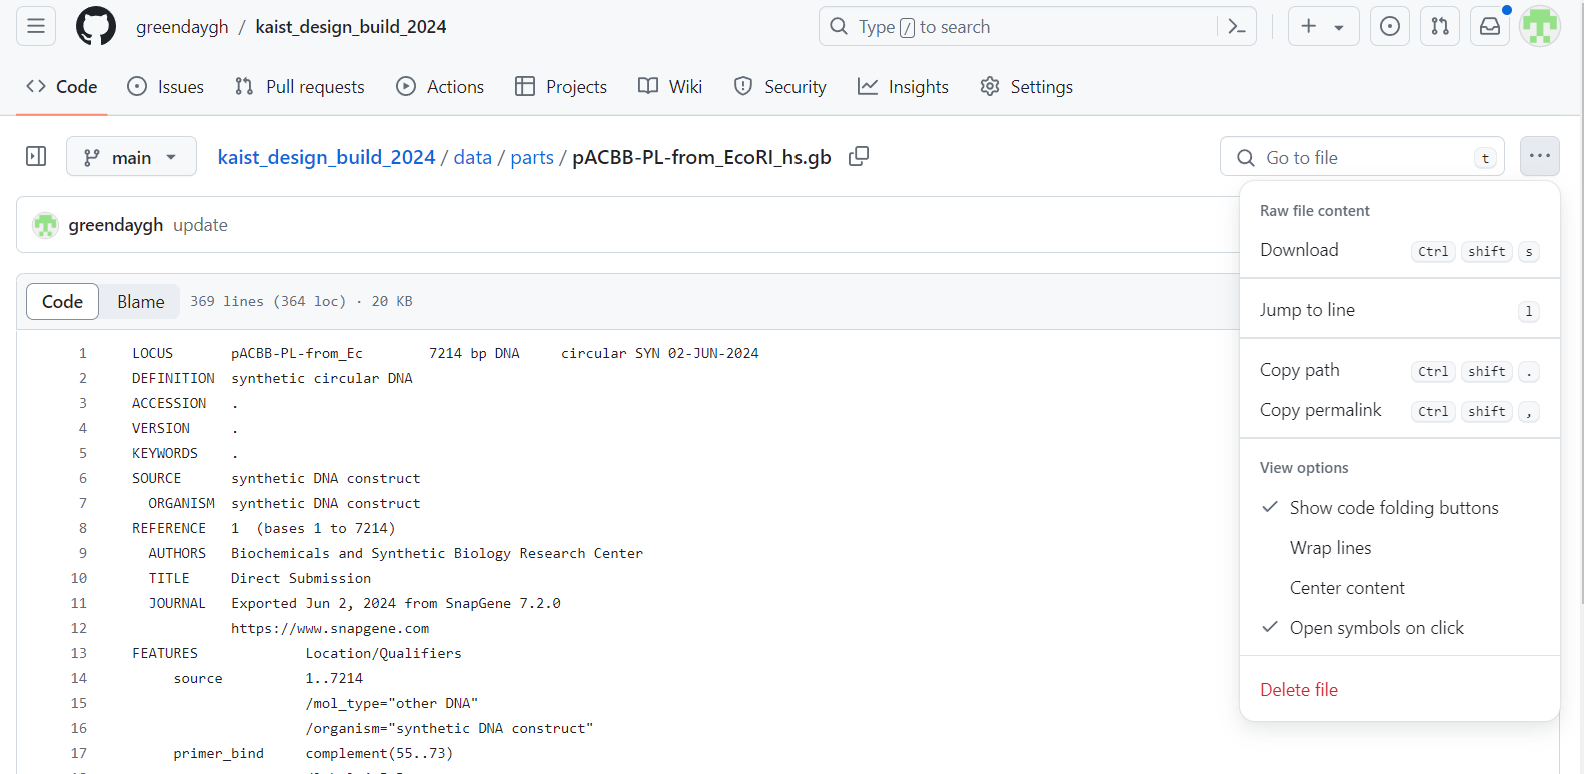 greendaygh / kaist_design_build_2024
Type / to search
Code Issues Pull requests Actions Projects Wiki Security Insights Settings
main kaist_design_build_2024 / data / parts / pACBB-PL-from_EcoRI_hs.gb
Go to file t
greendaygh update
Code Blame 369 lines (364 loc) · 20 KB
1 LOCUS pACBB-PL-from_Ec 7214 bp DNA circular SYN 02-JUN-2024
2 DEFINITION synthetic circular DNA
3 ACCESSION .
4 VERSION .
5 KEYWORDS .
6 SOURCE synthetic DNA construct
7 ORGANISM synthetic DNA construct
8 REFERENCE 1 (bases 1 to 7214)
9 AUTHORS Biochemicals and Synthetic Biology Research Center
10 TITLE Direct Submission
11 JOURNAL Exported Jun 2, 2024 from SnapGene 7.2.0
12 https://www.snapgene.com
13 FEATURES Location/Qualifiers
14 source 1..7214
15 /mol_type="other DNA"
16 /organism="synthetic DNA construct"
17 primer_bind complement(55..73)
Raw file content
Download Ctrl shift s
Jump to line l
Copy path Ctrl shift .
Copy permalink Ctrl shift ,
View options
Show code folding buttons
Wrap lines
Center content
Open symbols on click
Delete file